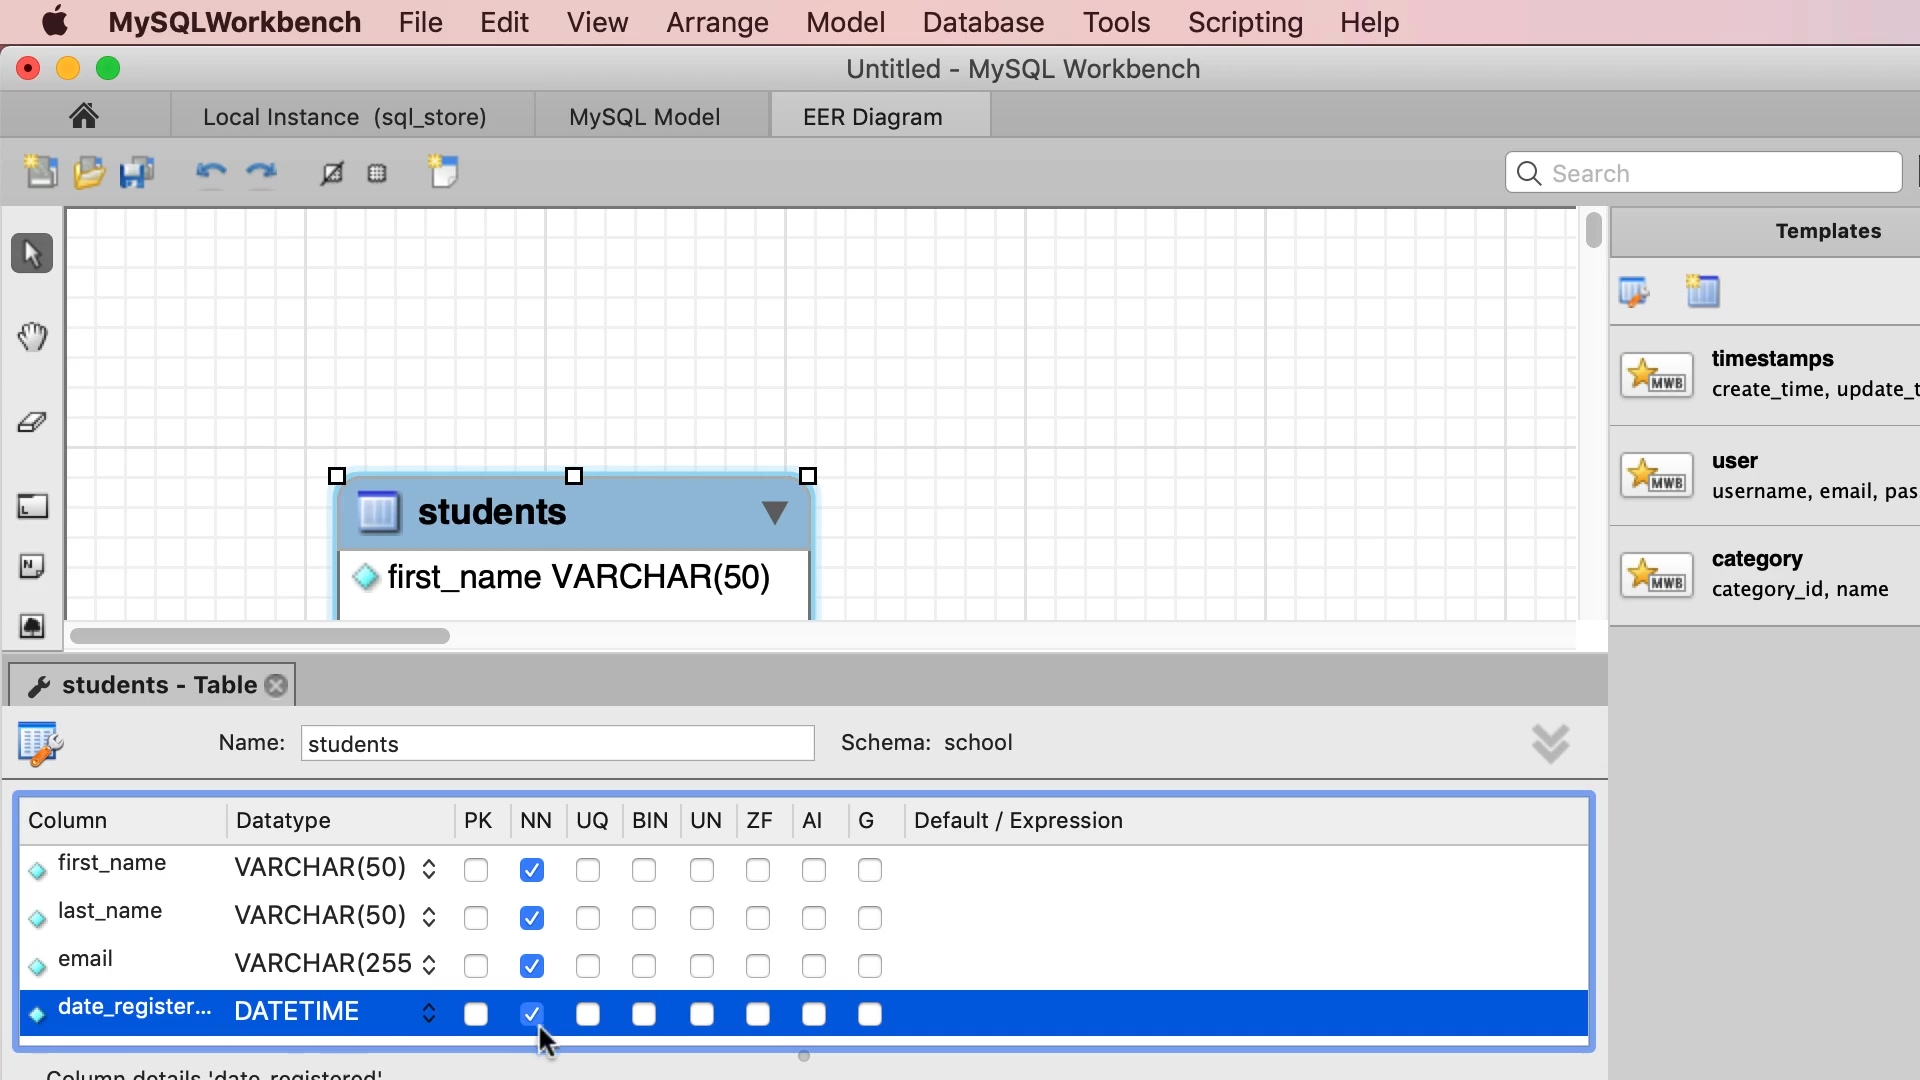 MySQLWorkbench File Edit View Arrange Model Database Tools Scripting Help
Untitled - MySQL Workbench
Local Instance (sql_store) MySQL Model EER Diagram
Search
Templates
timestamps
create_time, update_t
MWB
user
username, email, pas
MWB
category
category_id, name
MWB
students
first_name VARCHAR(50)
N
students - Table
Name: students Schema: school
Column Datatype PK NN UQ BIN UN ZF AI G Default / Expression
first_name VARCHAR(50)
last_name VARCHAR(50)
email VARCHAR(255
date_register... DATETIME
Column details 'date_registered'